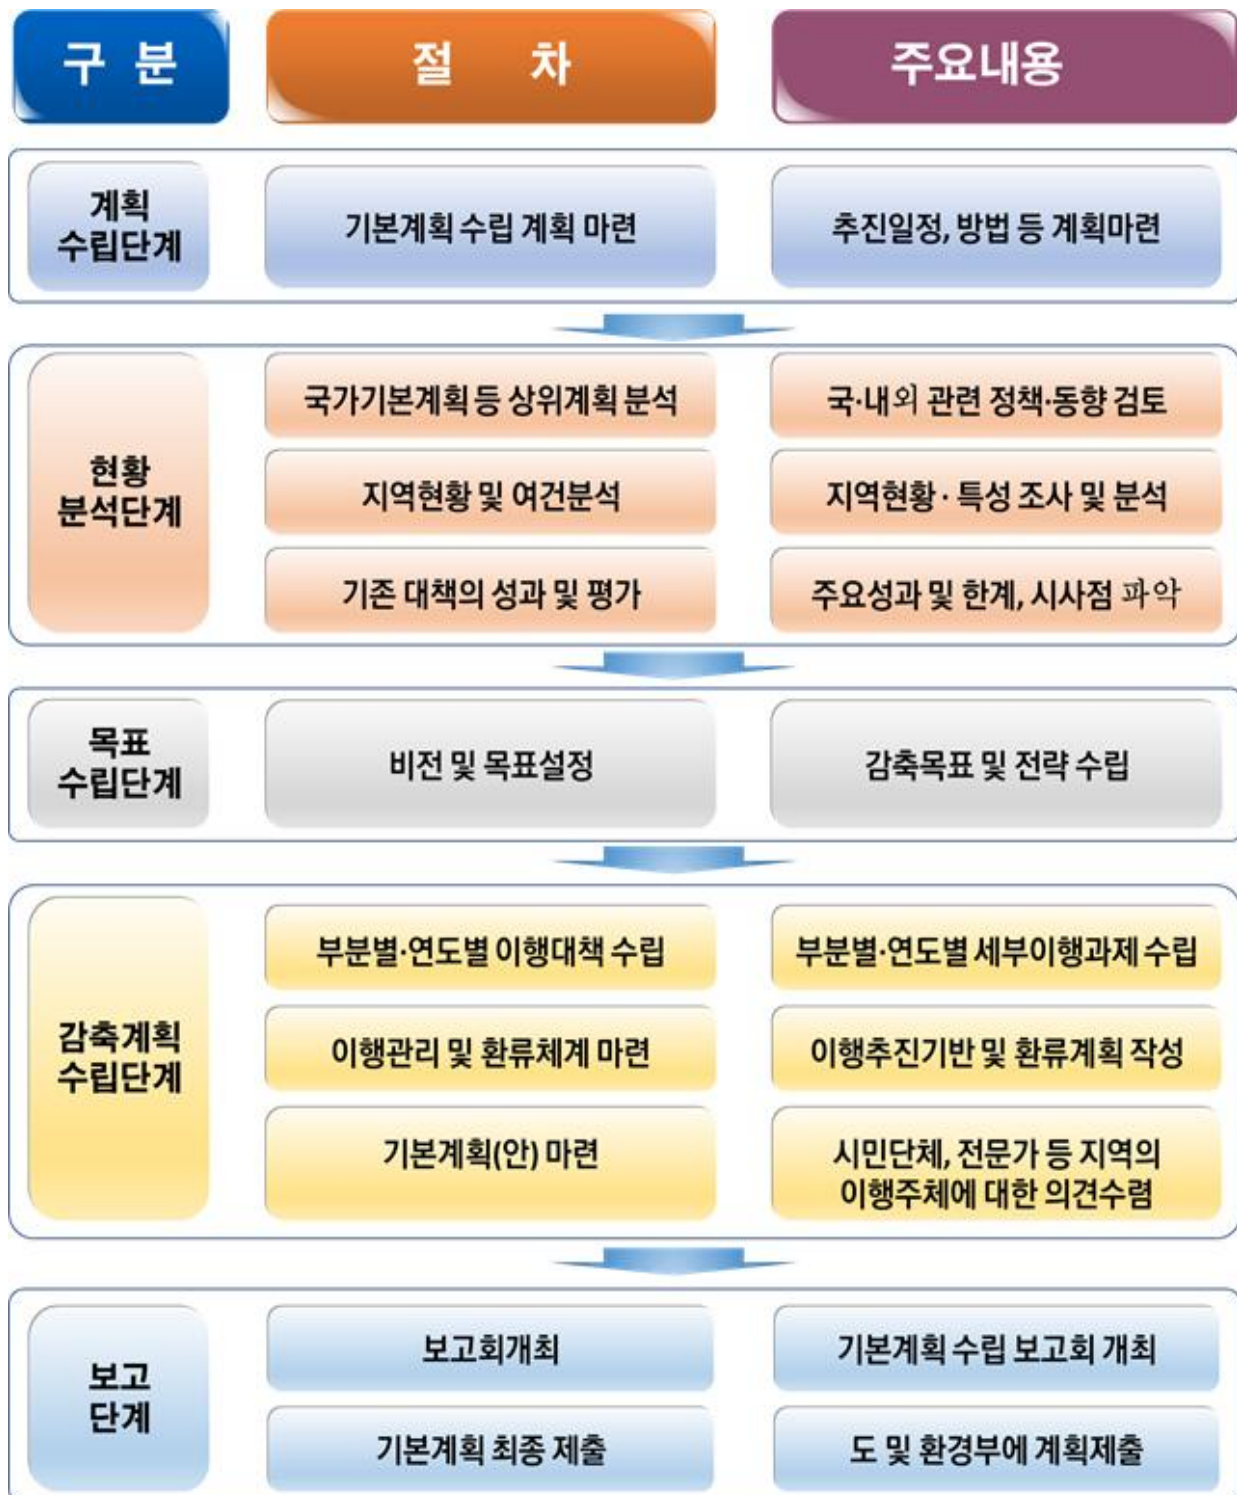 구 분
절 차
주요내용
계획
수립단계
기본계획 수립 계획 마련
추진일정, 방법 등 계획마련
현황
분석단계
국가기본계획 등 상위계획 분석
국·내외 관련 정책·동향 검토
지역현황 및 여건분석
지역현황 · 특성 조사 및 분석
기존 대책의 성과 및 평가
주요성과 및 한계, 시사점 파악
목표
수립단계
비전 및 목표설정
감축목표 및 전략 수립
감축계획
수립단계
부분별·연도별 이행대책 수립
부분별·연도별 세부이행과제 수립
이행관리 및 환류체계 마련
이행추진기반 및 환류계획 작성
기본계획(안) 마련
시민단체, 전문가 등 지역의
이행주체에 대한 의견수렴
보고
단계
보고회개최
기본계획 수립 보고회 개최
기본계획 최종 제출
도 및 환경부에 계획제출